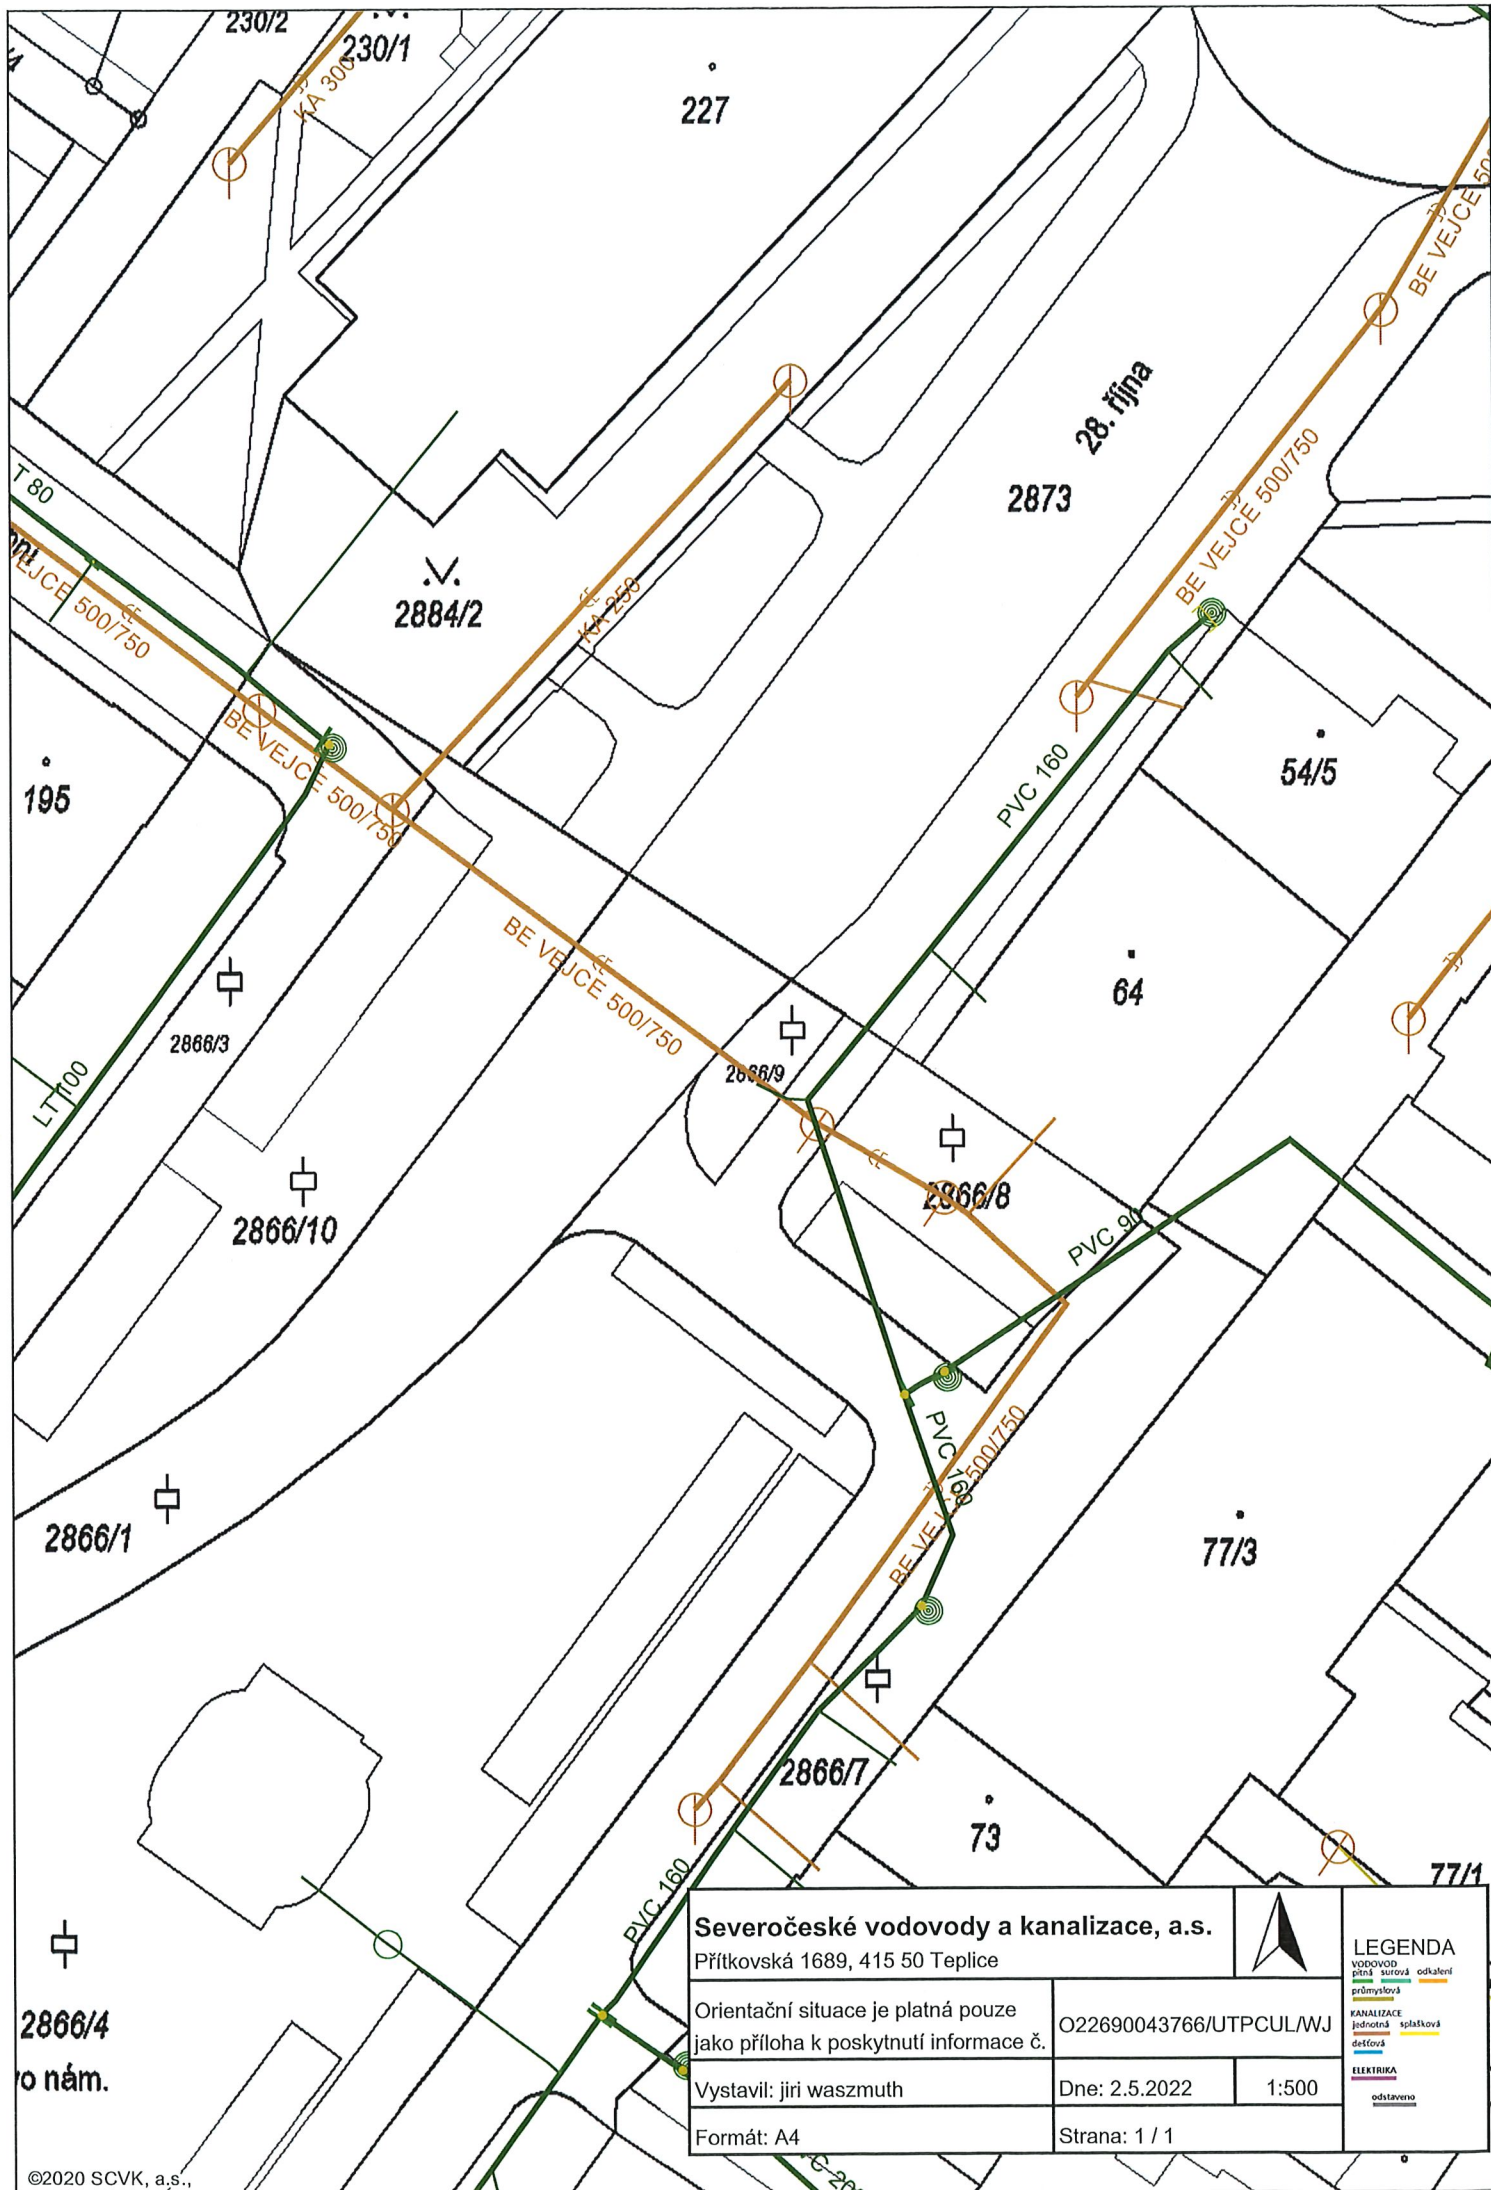 230/2
230/1
KA 300
227
BE VEJCE 50
28. října
2873
BE VEJCE 500/750
T 80
VEJCE 500/750
2884/2
KA 250
BE VEJCE 500/750
195
PVC 160
54/5
BE VEJCE 500/750
64
2866/3
2866/9
LT 100
2866/8
2866/10
PVC 90
PVC 160
BE VEJCE 500/750
2866/1
77/3
2866/7
73
77/1
PVC 160
2866/4
vo nám.
Severočeské vodovody a kanalizace, a.s.
Přítkovská 1689, 415 50 Teplice
Orientační situace je platná pouze
jako příloha k poskytnutí informace č.
O22690043766/UTPCUL/WJ
Vystavil: jiri waszmuth
Dne: 2.5.2022
1:500
Formát: A4
Strana: 1 / 1
LEGENDA
VODOVOD
pitná surová odkalení
průmyslová
KANALIZACE
jednotná splašková
dešťová
ELEKTRIKA
odstaveno
©2020 SCVK, a.s.,